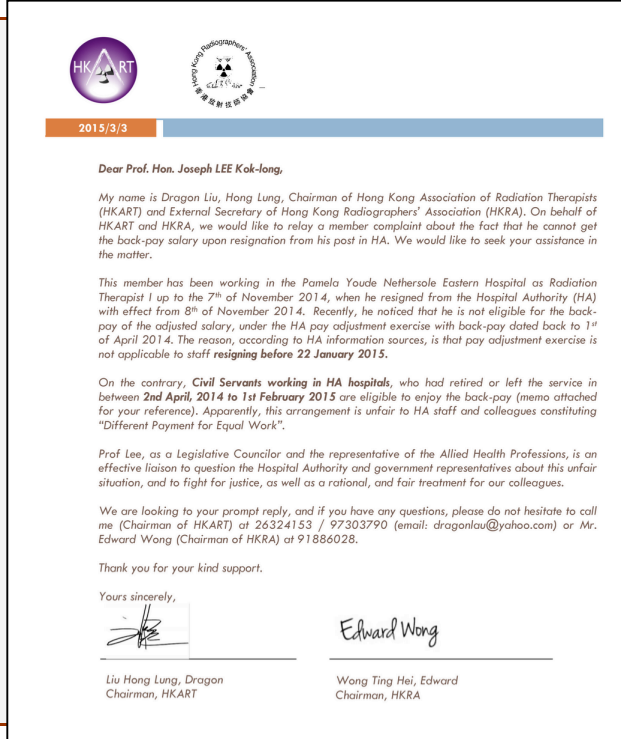 HKART
Hong Kong Radiographers' Association
香港放射技師協會
2015/3/3
Dear Prof. Hon. Joseph LEE Kok-long,
My name is Dragon Liu, Hong Lung, Chairman of Hong Kong Association of Radiation Therapists
(HKART) and External Secretary of Hong Kong Radiographers' Association (HKRA). On behalf of
HKART and HKRA, we would like to relay a member complaint about the fact that he cannot get
the back-pay salary upon resignation from his post in HA. We would like to seek your assistance in
the matter.
This member has been working in the Pamela Youde Nethersole Eastern Hospital as Radiation
Therapist I up to the 7th of November 2014, when he resigned from the Hospital Authority (HA)
with effect from 8th of November 2014. Recently, he noticed that he is not eligible for the back-
pay of the adjusted salary, under the HA pay adjustment exercise with back-pay dated back to 1st
of April 2014. The reason, according to HA information sources, is that pay adjustment exercise is
not applicable to staff resigning before 22 January 2015.
On the contrary, Civil Servants working in HA hospitals, who had retired or left the service in
between 2nd April, 2014 to 1st February 2015 are eligible to enjoy the back-pay (memo attached
for your reference). Apparently, this arrangement is unfair to HA staff and colleagues constituting
"Different Payment for Equal Work".
Prof Lee, as a Legislative Councilor and the representative of the Allied Health Professions, is an
effective liaison to question the Hospital Authority and government representatives about this unfair
situation, and to fight for justice, as well as a rational, and fair treatment for our colleagues.
We are looking to your prompt reply, and if you have any questions, please do not hesitate to call
me (Chairman of HKART) at 26324153 / 97303790 (email: dragonlau@yahoo.com) or Mr.
Edward Wong (Chairman of HKRA) at 91886028.
Thank you for your kind support.
Yours sincerely,
Edward Wong
Liu Hong Lung, Dragon
Wong Ting Hei, Edward
Chairman, HKART
Chairman, HKRA